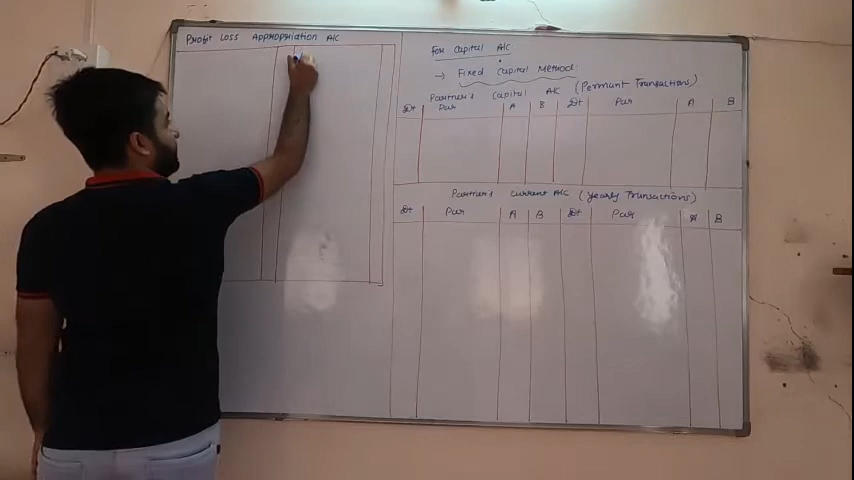 Profit Loss Appropriation A/C
For Capital A/C
→ Fixed Capital Method:
Partner's Capital A/C (Permant Transactions)
Dt Par A B Dt Par A B
Partner's Current A/C (Yearly Transactions)
Dt Par A B Dt Par A B